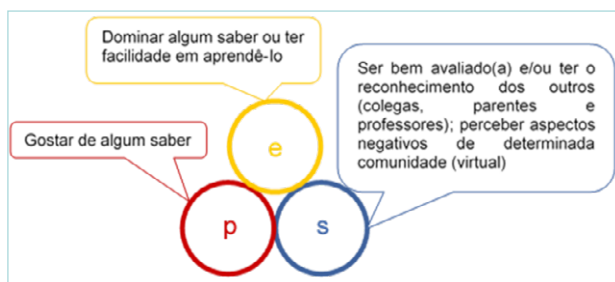 Dominar algum saber ou ter
facilidade em aprendê-lo
Ser bem avaliado(a) e/ou ter o
reconhecimento dos outros
(colegas, parentes e
professores); perceber aspectos
negativos de determinada
comunidade (virtual)
Gostar de algum saber
e
p
s